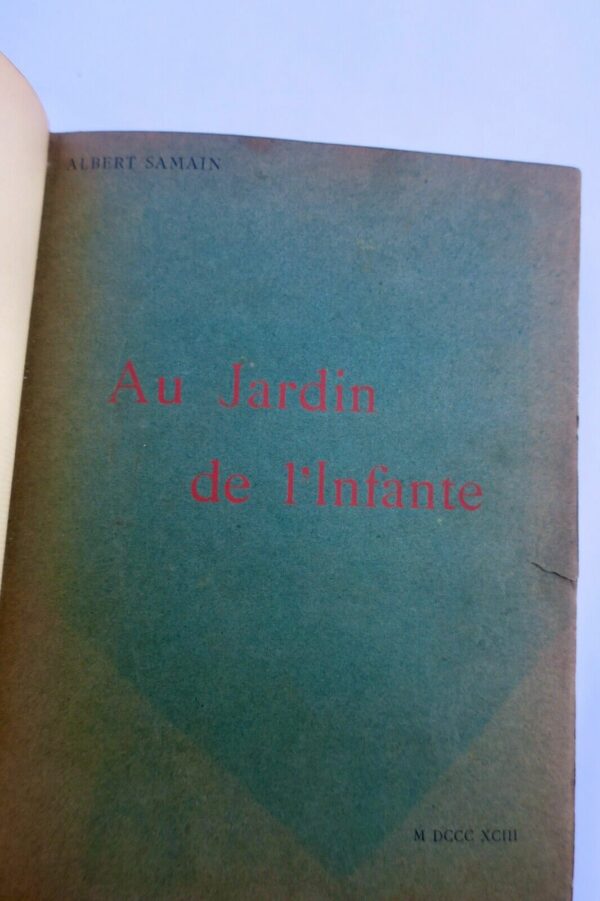 ALBERT SAMAIN
Au Jardin
de l'Infante
M DCCC XCIII